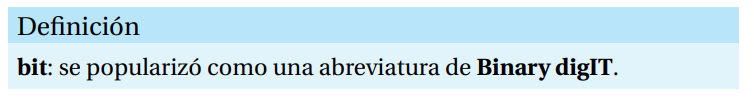 Definición
bit: se popularizó como una abreviatura de Binary digIT.